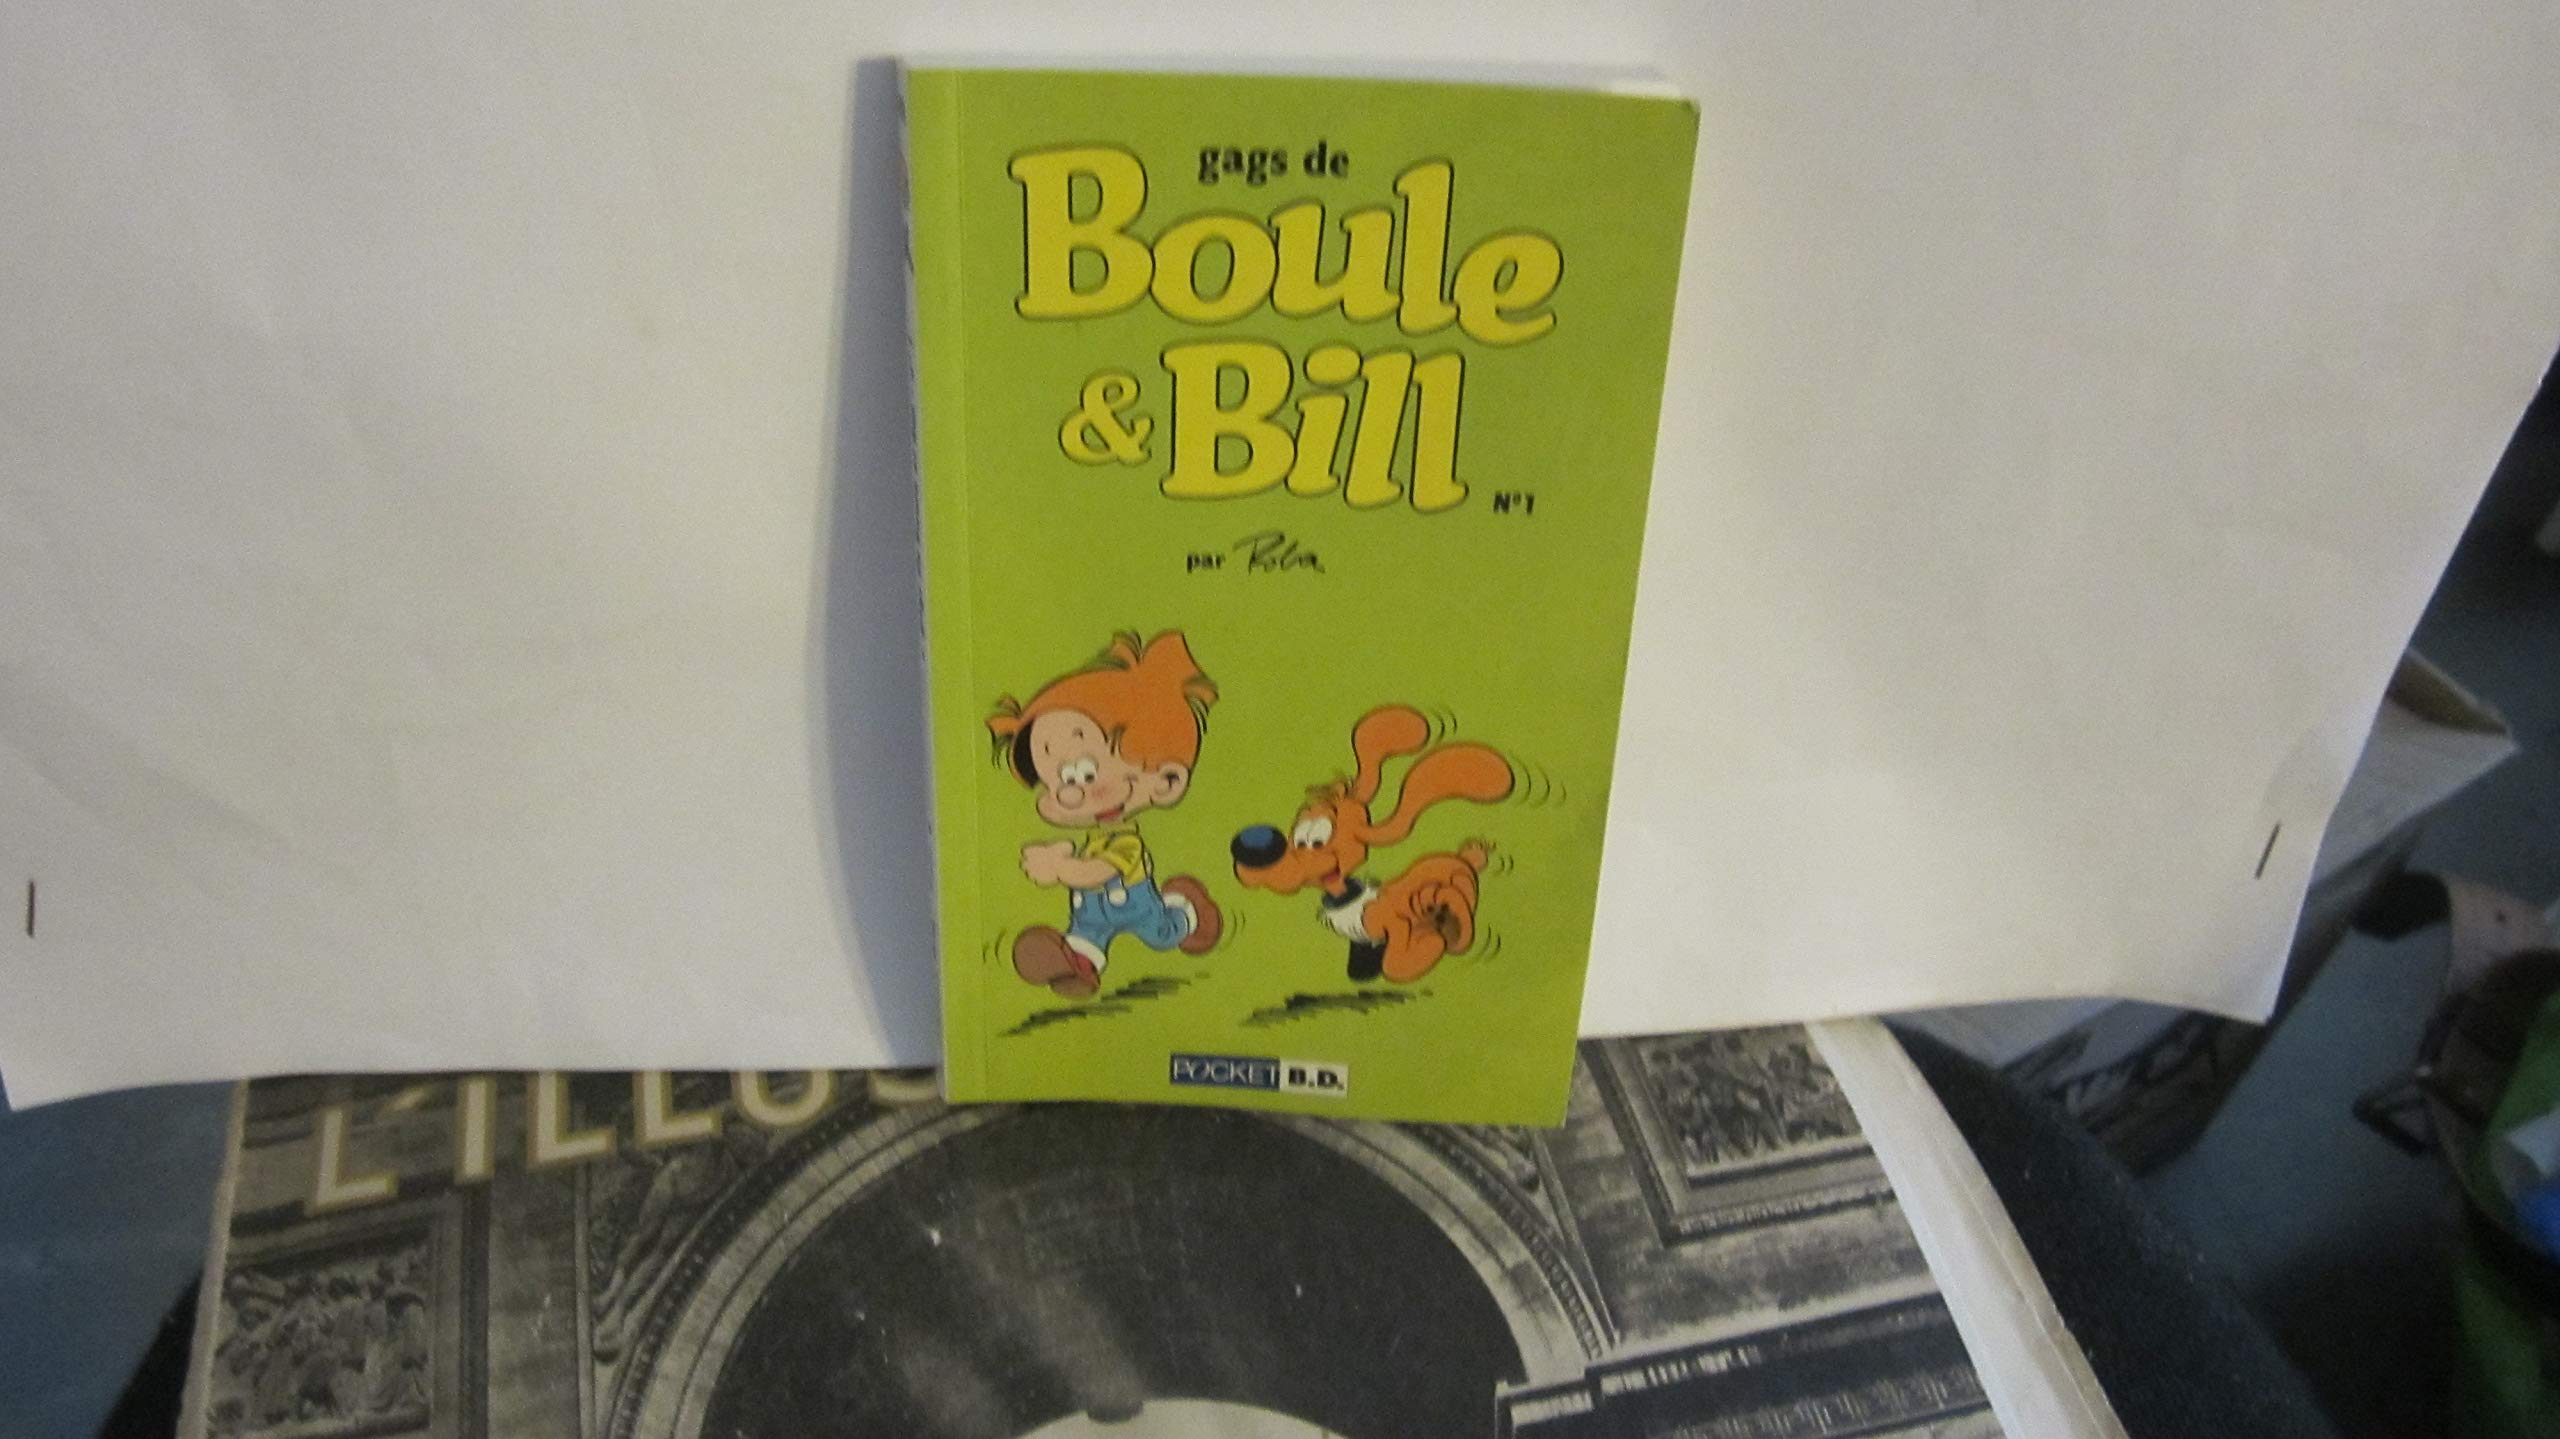 gags de
Boule
& Bill
N°1
par Roba
POCKET B.D.
L'ILLUS